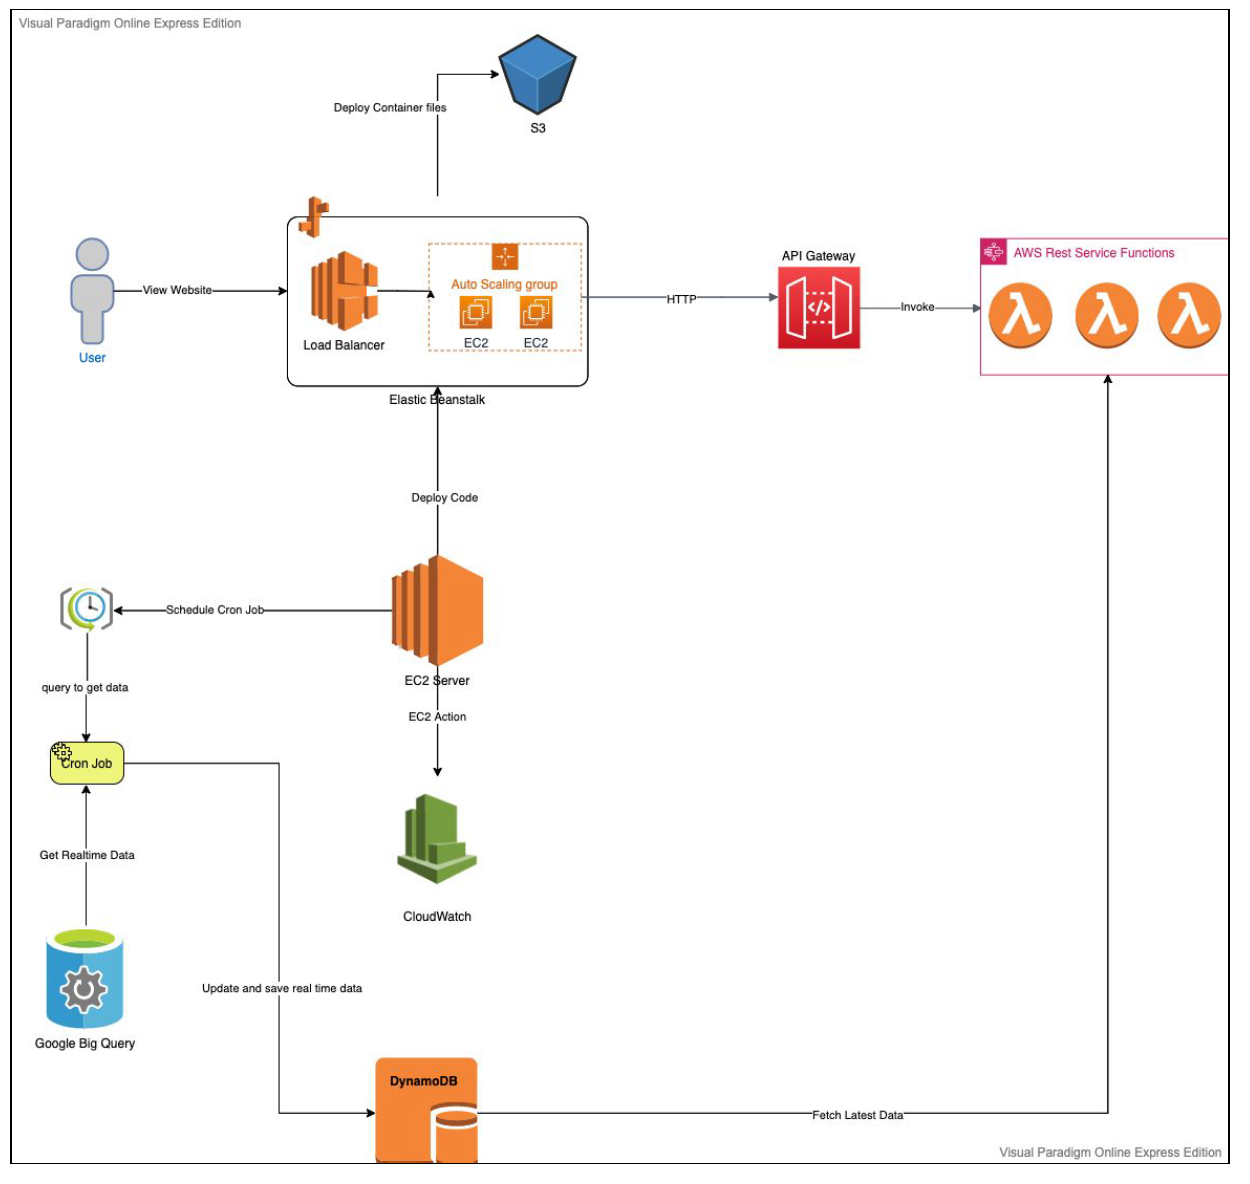 Visual Paradigm Online Express Edition
Deploy Container files
S3
API Gateway
AWS Rest Service Functions
Auto Scaling group
View Website
HTTP
Invoke
Load Balancer
EC2
EC2
User
</>
Elastic Beanstalk
Deploy Code
Schedule Cron Job
EC2 Server
query to get data
EC2 Action
Cron Job
Get Realtime Data
CloudWatch
Update and save real time data
Google Big Query
DynamoDB
Fetch Latest Data
Visual Paradigm Online Express Edition